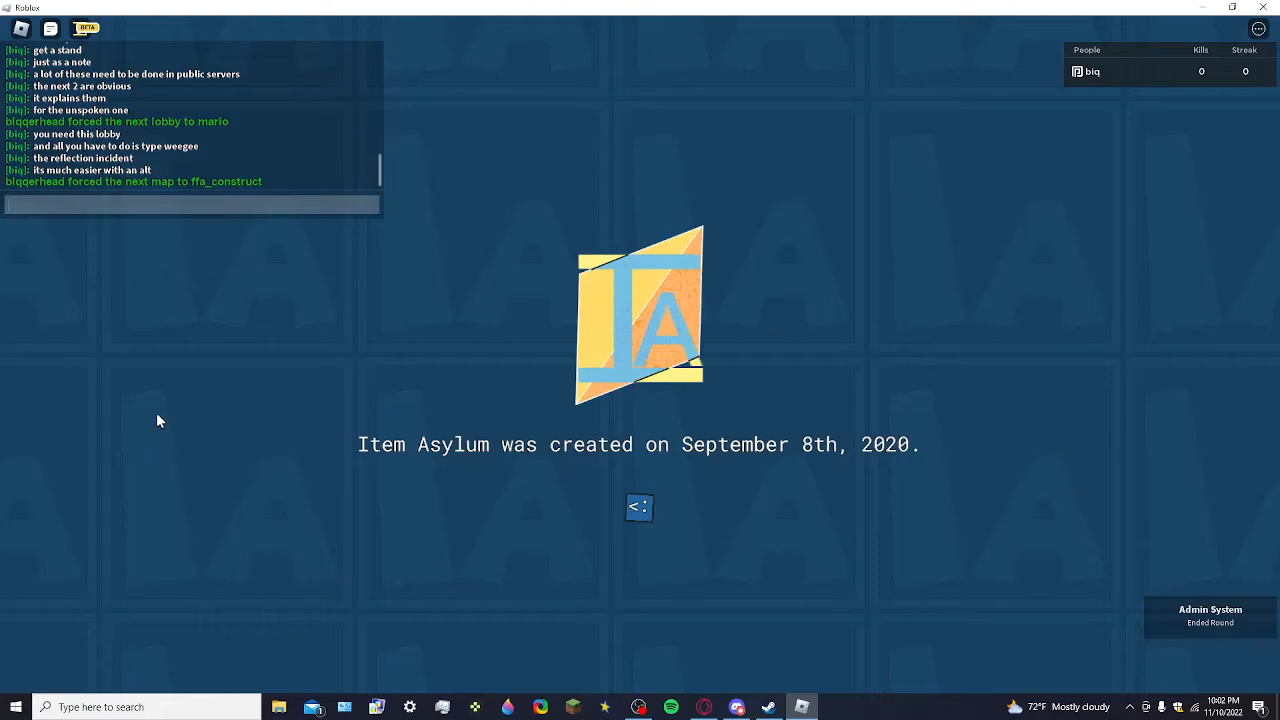 Roblox
BETA
[biq]: get a stand
[biq]: just as a note
[biq]: a lot of these need to be done in public servers
[biq]: the next 2 are obvious
[biq]: it explains them
[biq]: for the unspoken one
biqqerhead forced the next lobby to mario
[biq]: you need this lobby
[biq]: and all you have to do is type weegee
[biq]: the reflection incident
[biq]: its much easier with an alt
biqqerhead forced the next map to ffa_construct
People Kills Streak
biq 0 0
IA
Item Asylum was created on September 8th, 2020.
<:
Admin System
Ended Round
Type here to search
72°F Mostly cloudy
10:02 PM
11/10/2022